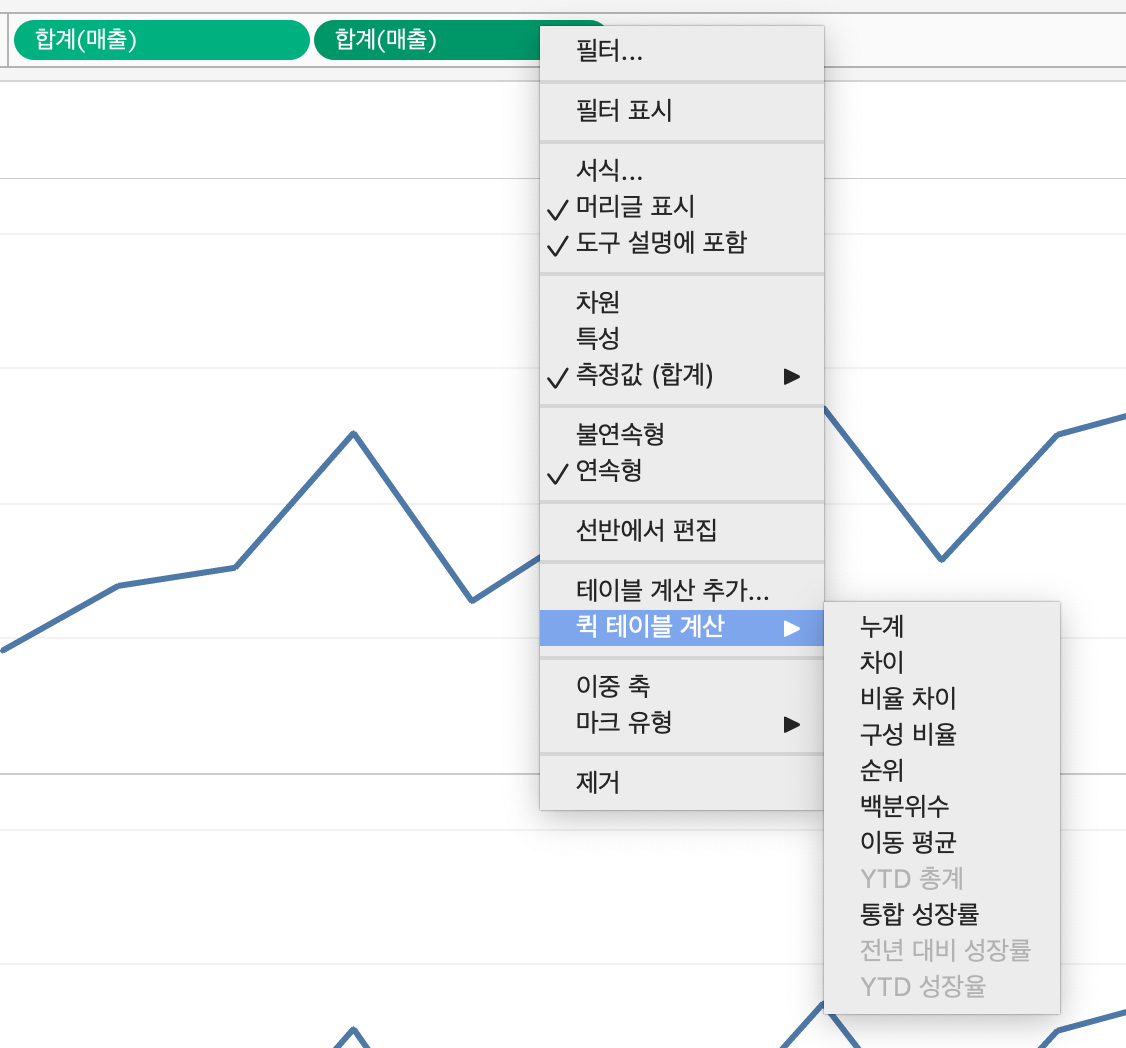 합계(매출)
합계(매출)
필터...
필터 표시
서식...
머리글 표시
도구 설명에 포함
차원
특성
측정값 (합계)
불연속형
연속형
선반에서 편집
테이블 계산 추가...
퀵 테이블 계산
이중 축
마크 유형
제거
누계
차이
비율 차이
구성 비율
순위
백분위수
이동 평균
YTD 총계
통합 성장률
전년 대비 성장률
YTD 성장율